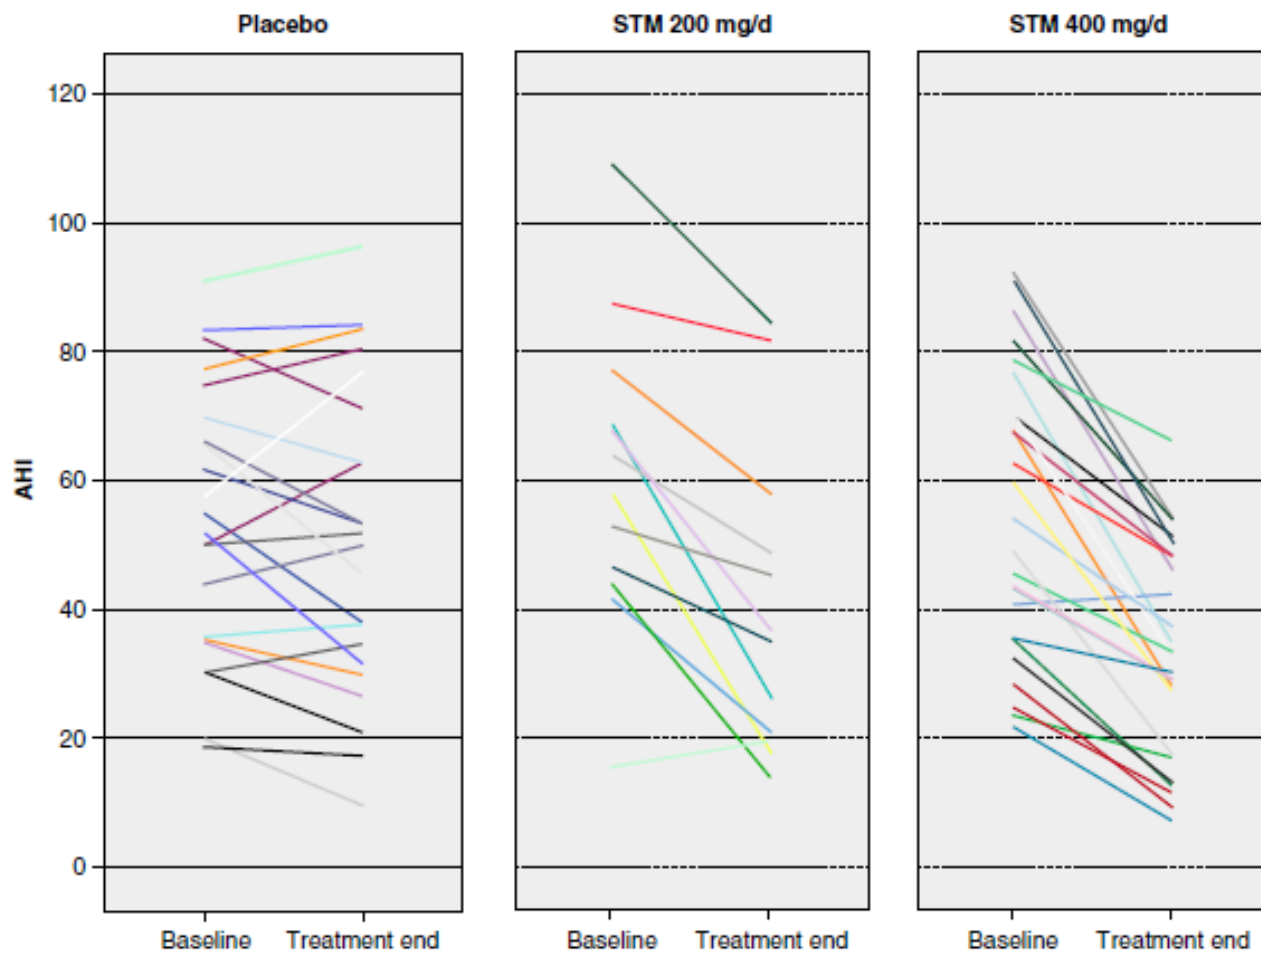 Placebo
STM 200 mg/d
STM 400 mg/d
120
100
80
60
40
20
0
AHI
Baseline Treatment end
Baseline Treatment end
Baseline Treatment end